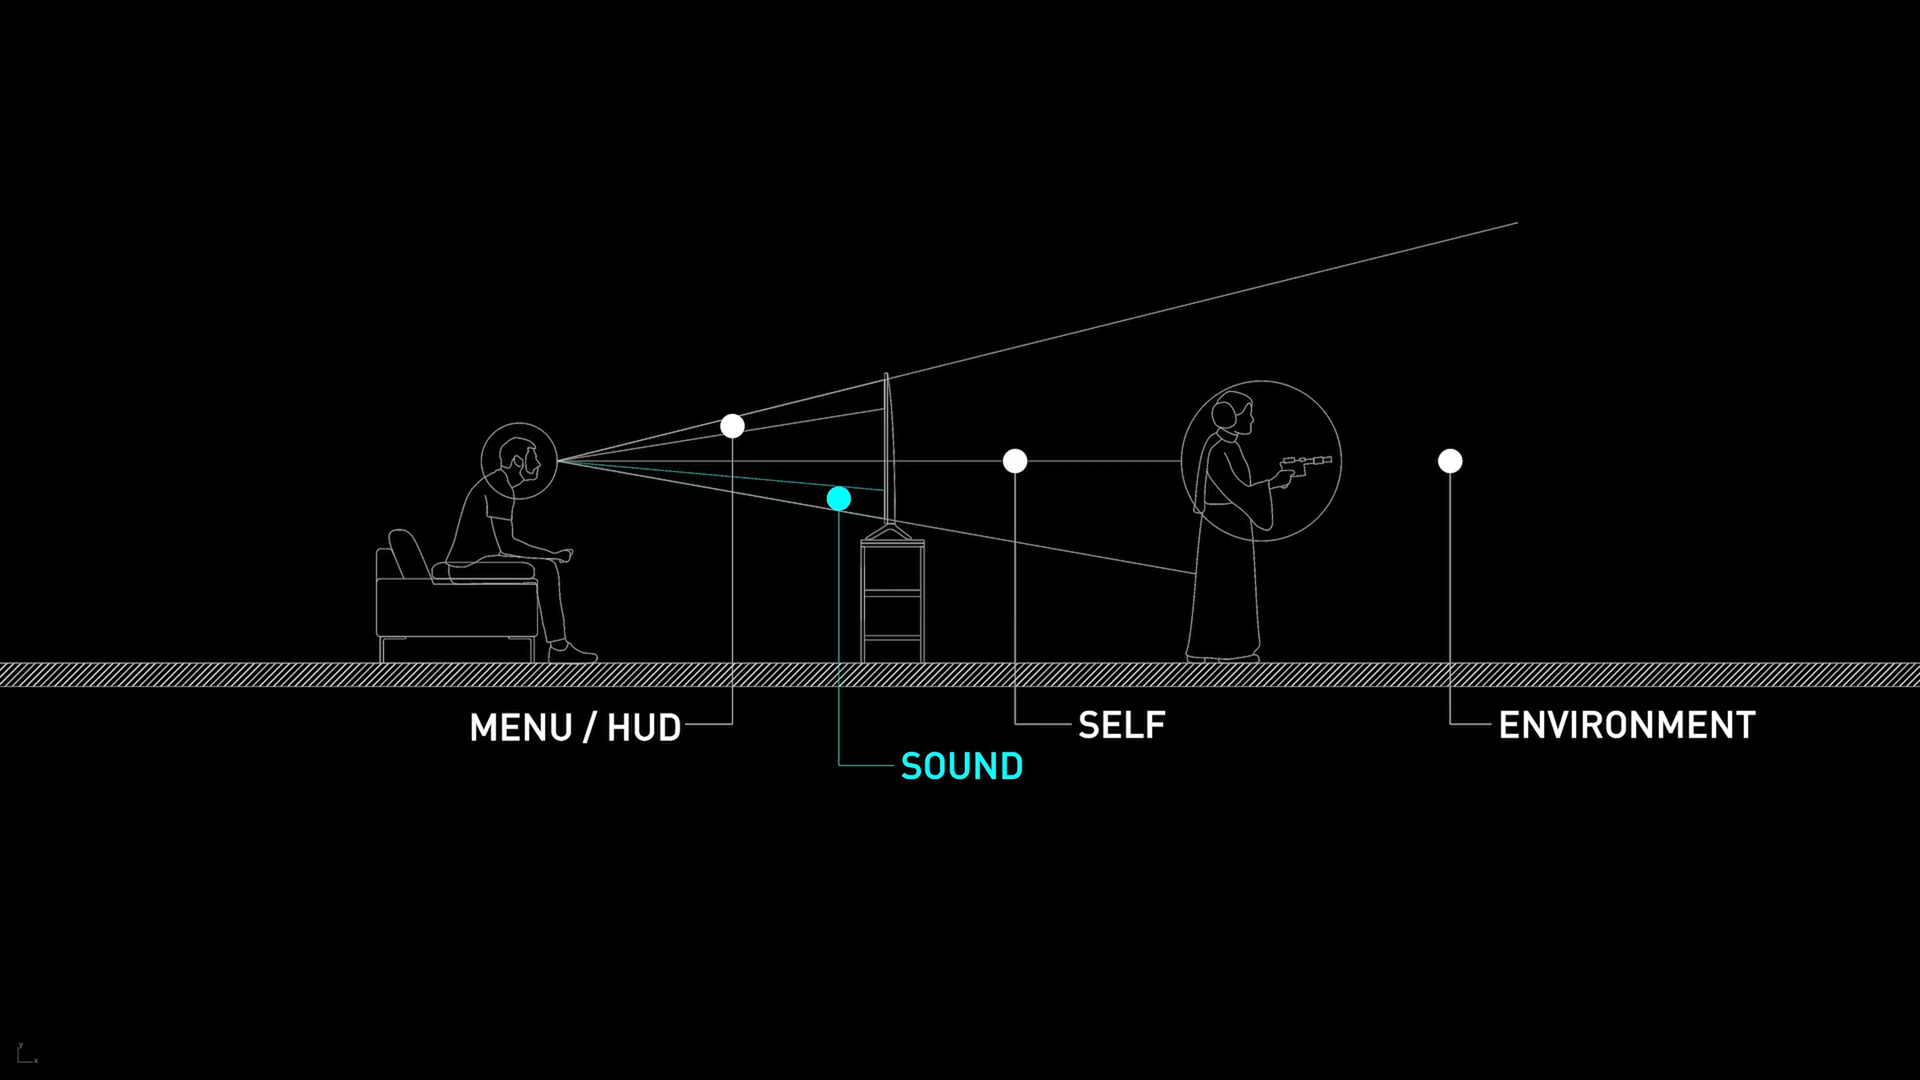 MENU / HUD
SELF
ENVIRONMENT
SOUND
y
x